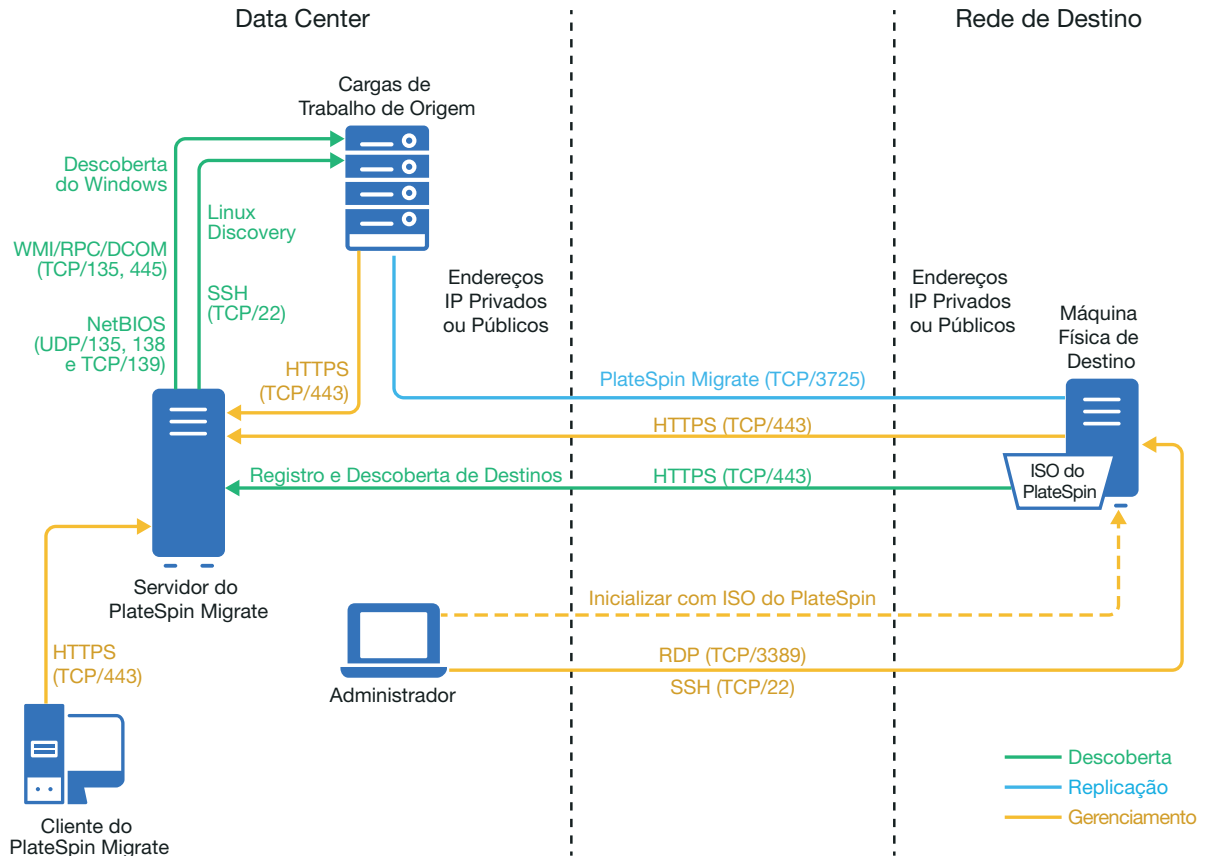 Data Center
Rede de Destino
Cargas de
Trabalho de Origem
Descoberta
do Windows
Linux
Discovery
WMI/RPC/DCOM
(TCP/135, 445)
SSH
(TCP/22)
NetBIOS
(UDP/135, 138
e TCP/139)
HTTPS
(TCP/443)
Endereços
IP Privados
ou Públicos
Endereços
IP Privados
ou Públicos
Máquina
Física de
Destino
PlateSpin Migrate (TCP/3725)
HTTPS (TCP/443)
Registro e Descoberta de Destinos
HTTPS (TCP/443)
ISO do
PlateSpin
Servidor do
PlateSpin Migrate
Inicializar com ISO do PlateSpin
HTTPS
(TCP/443)
RDP (TCP/3389)
SSH (TCP/22)
Administrador
Cliente do
PlateSpin Migrate
Descoberta
Replicação
Gerenciamento